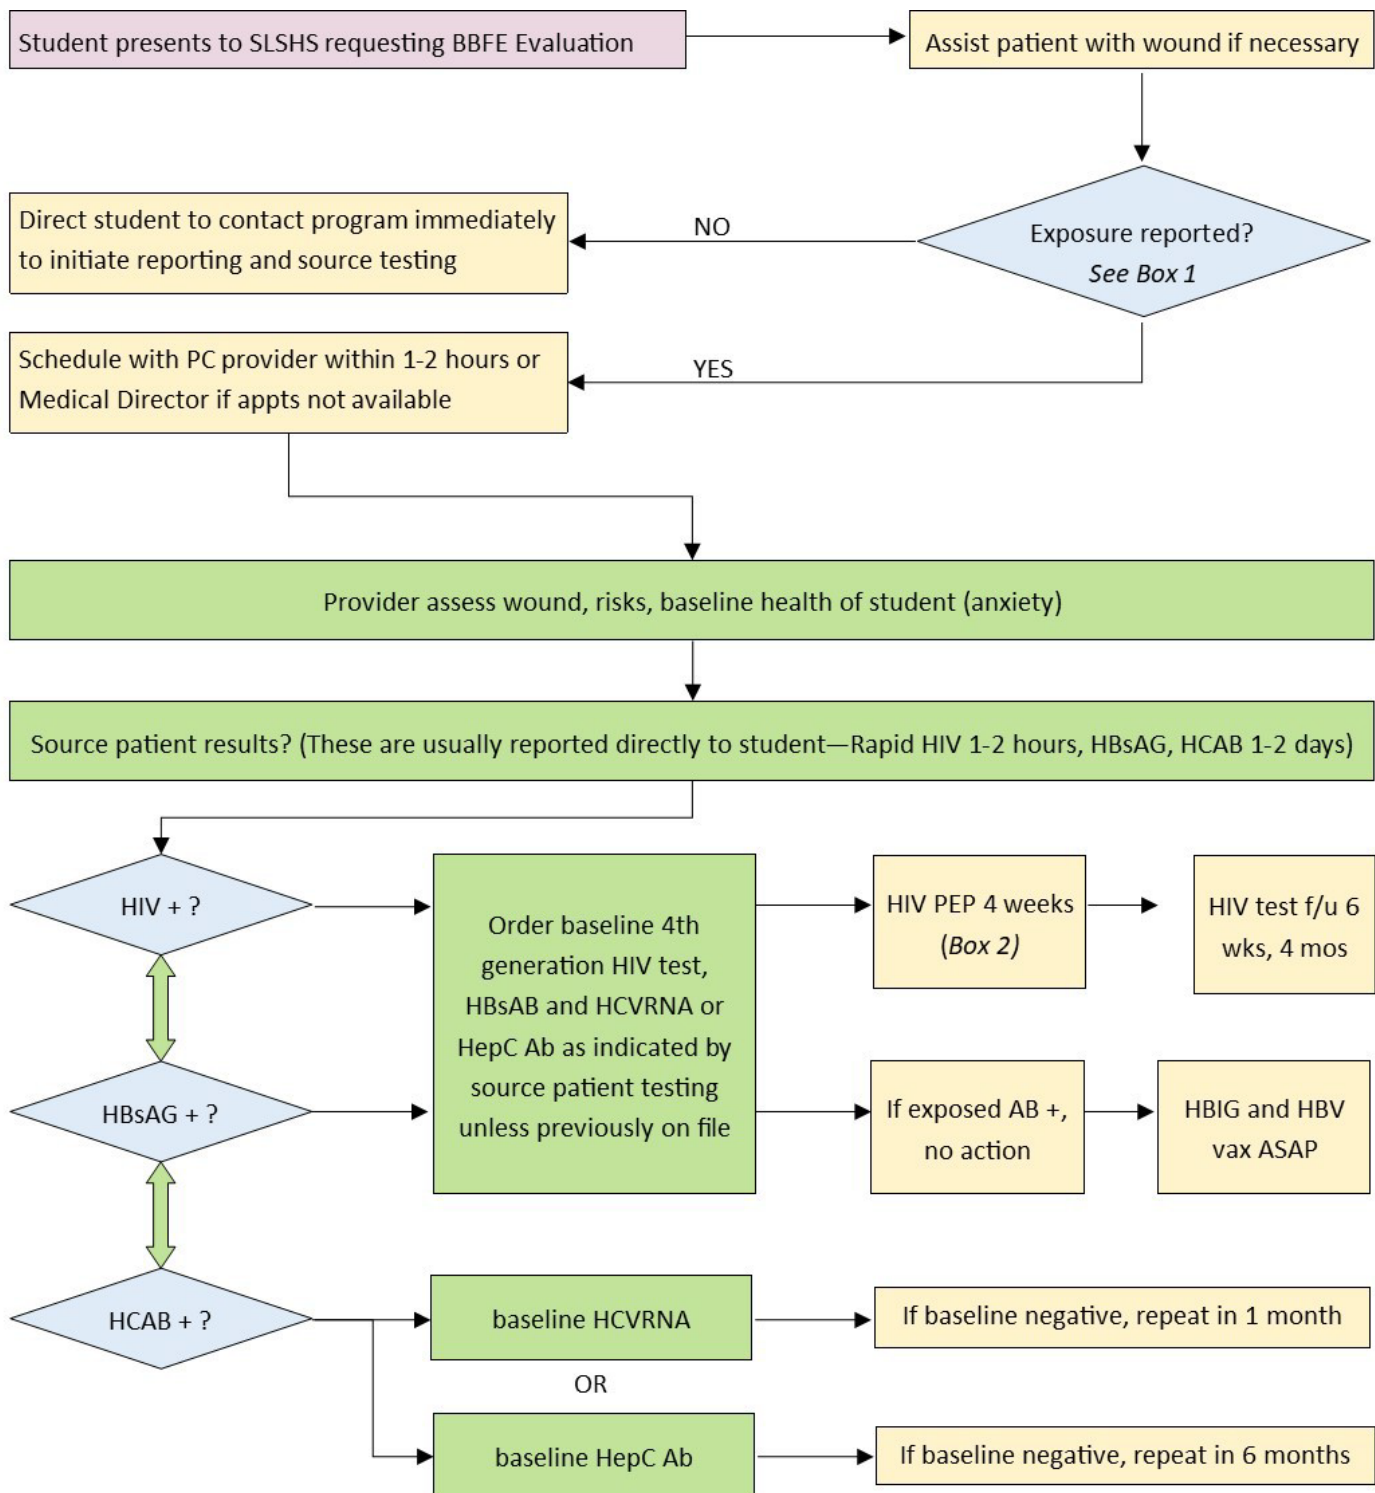 Student presents to SLSHS requesting BBFE Evaluation
Assist patient with wound if necessary
Exposure reported?
See Box 1
NO
Direct student to contact program immediately
to initiate reporting and source testing
YES
Schedule with PC provider within 1-2 hours or
Medical Director if appts not available
Provider assess wound, risks, baseline health of student (anxiety)
Source patient results? (These are usually reported directly to student—Rapid HIV 1-2 hours, HBsAG, HCAB 1-2 days)
HIV + ?
Order baseline 4th
generation HIV test,
HBsAB and HCVRNA or
HepC Ab as indicated by
source patient testing
unless previously on file
HIV PEP 4 weeks
(Box 2)
HIV test f/u 6
wks, 4 mos
HBsAG + ?
If exposed AB +,
no action
HBIG and HBV
vax ASAP
HCAB + ?
baseline HCVRNA
If baseline negative, repeat in 1 month
OR
baseline HepC Ab
If baseline negative, repeat in 6 months